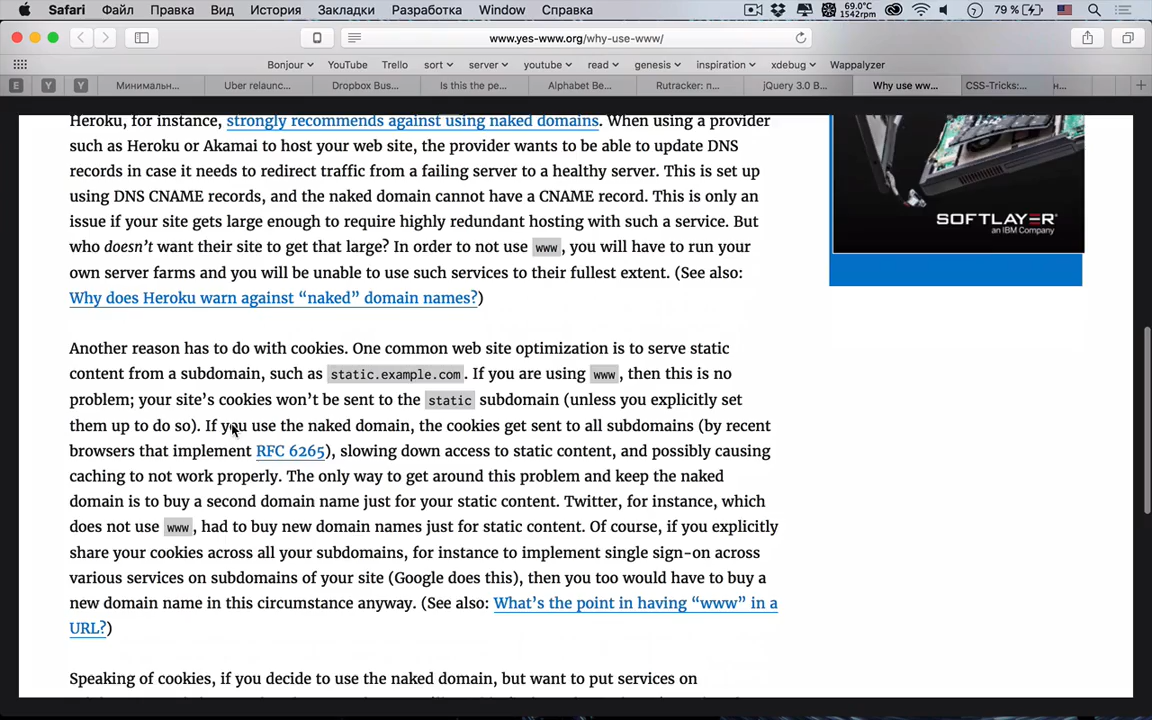 Safari Файл Правка Вид История Закладки Разработка Window Справка 69.0°C 1542rpm 79 %
www.yes-www.org/why-use-www/
Bonjour YouTube Trello sort server youtube read genesis inspiration xdebug Wappalyzer
E Y Y Минимальн... Uber relaunc... Dropbox Bus... Is this the pe... Alphabet Be... Rutracker: n... jQuery 3.0 B... Why use ww... CSS-Tricks:...
Heroku, for instance, strongly recommends against using naked domains. When using a provider
such as Heroku or Akamai to host your web site, the provider wants to be able to update DNS
records in case it needs to redirect traffic from a failing server to a healthy server. This is set up
using DNS CNAME records, and the naked domain cannot have a CNAME record. This is only an
issue if your site gets large enough to require highly redundant hosting with such a service. But
who doesn't want their site to get that large? In order to not use www, you will have to run your
own server farms and you will be unable to use such services to their fullest extent. (See also:
Why does Heroku warn against “naked” domain names?)
SOFTLAYER®
an IBM Company
Another reason has to do with cookies. One common web site optimization is to serve static
content from a subdomain, such as static.example.com. If you are using www, then this is no
problem; your site’s cookies won’t be sent to the static subdomain (unless you explicitly set
them up to do so). If you use the naked domain, the cookies get sent to all subdomains (by recent
browsers that implement RFC 6265), slowing down access to static content, and possibly causing
caching to not work properly. The only way to get around this problem and keep the naked
domain is to buy a second domain name just for your static content. Twitter, for instance, which
does not use www, had to buy new domain names just for static content. Of course, if you explicitly
share your cookies across all your subdomains, for instance to implement single sign-on across
various services on subdomains of your site (Google does this), then you too would have to buy a
new domain name in this circumstance anyway. (See also: What’s the point in having “www” in a
URL?)
Speaking of cookies, if you decide to use the naked domain, but want to put services on